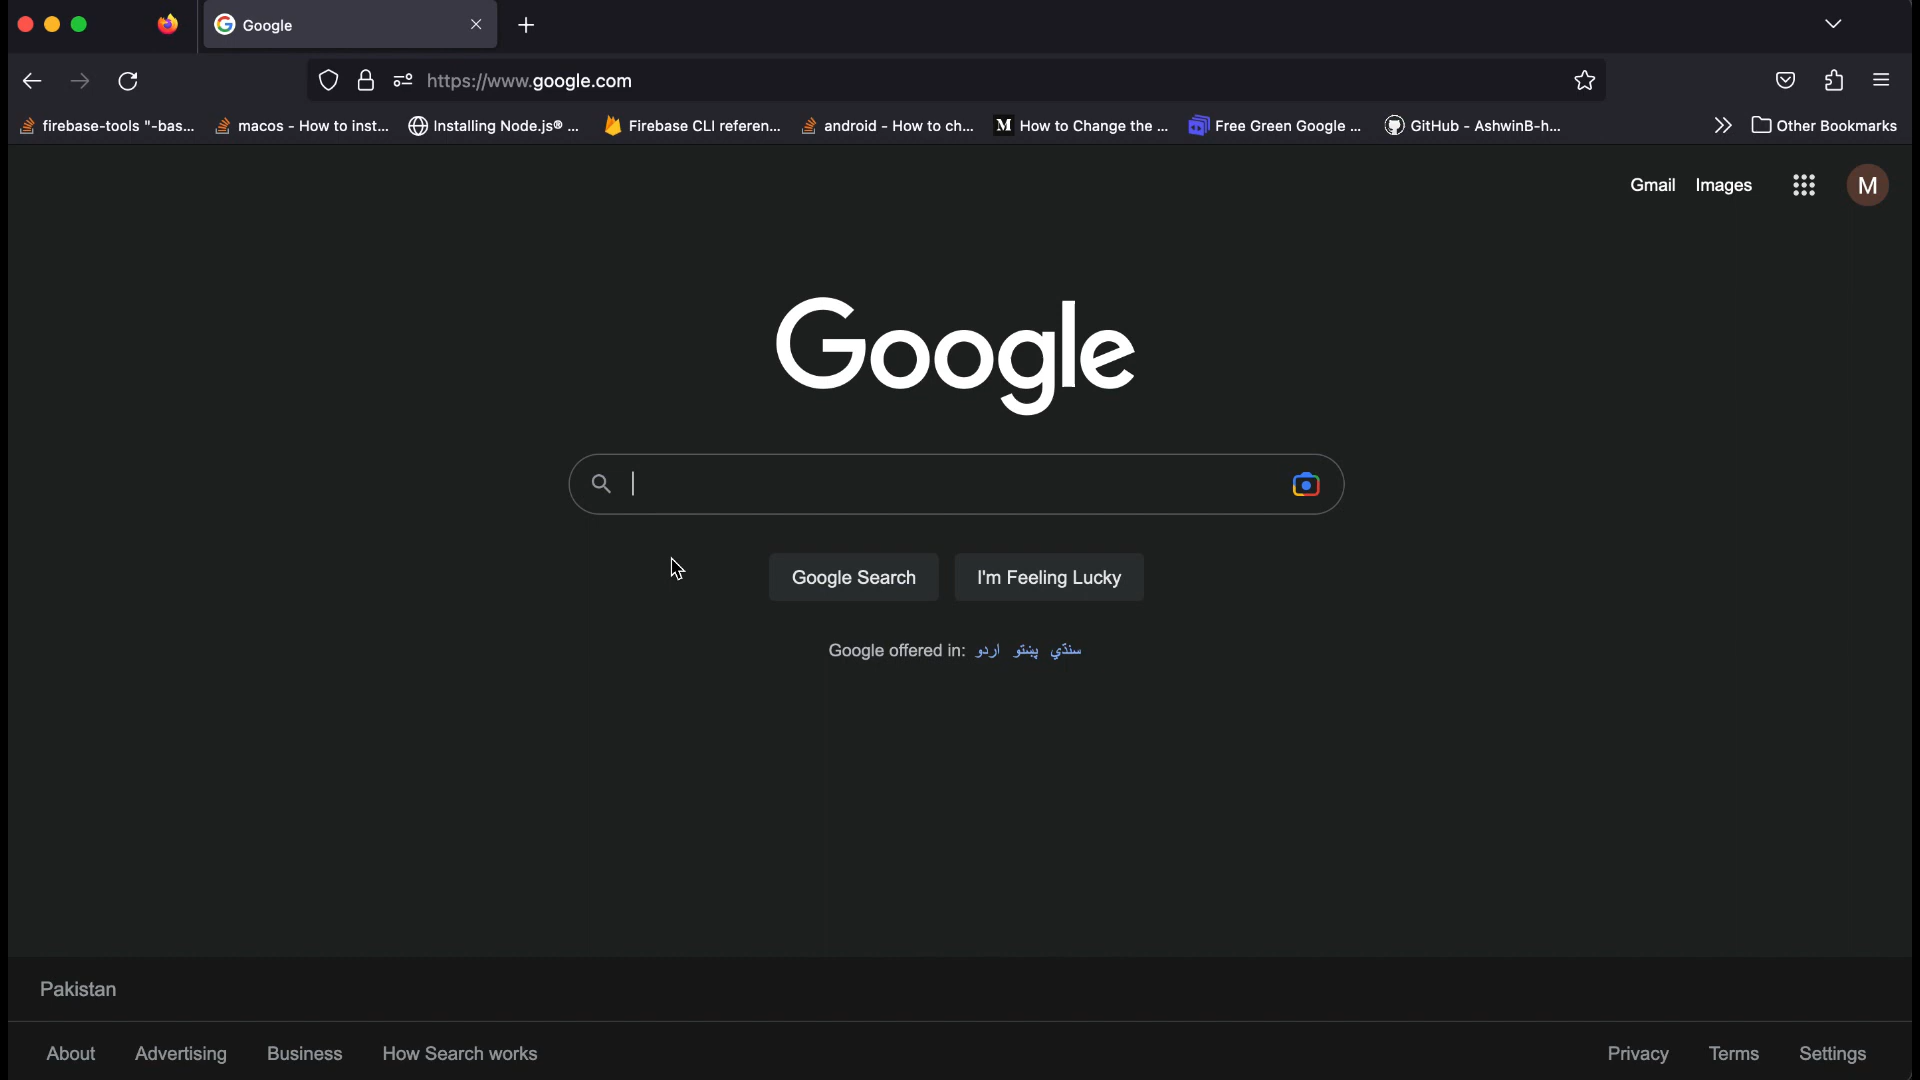 Google
https://www.google.com
firebase-tools "-bas...
macos - How to inst...
Installing Node.js® ...
Firebase CLI referen...
android - How to ch...
M How to Change the ...
Free Green Google ...
GitHub - AshwinB-h...
Other Bookmarks
Gmail
Images
M
Google
Google Search
I'm Feeling Lucky
Google offered in: اردو پښتو سنڌي
Pakistan
About
Advertising
Business
How Search works
Privacy
Terms
Settings